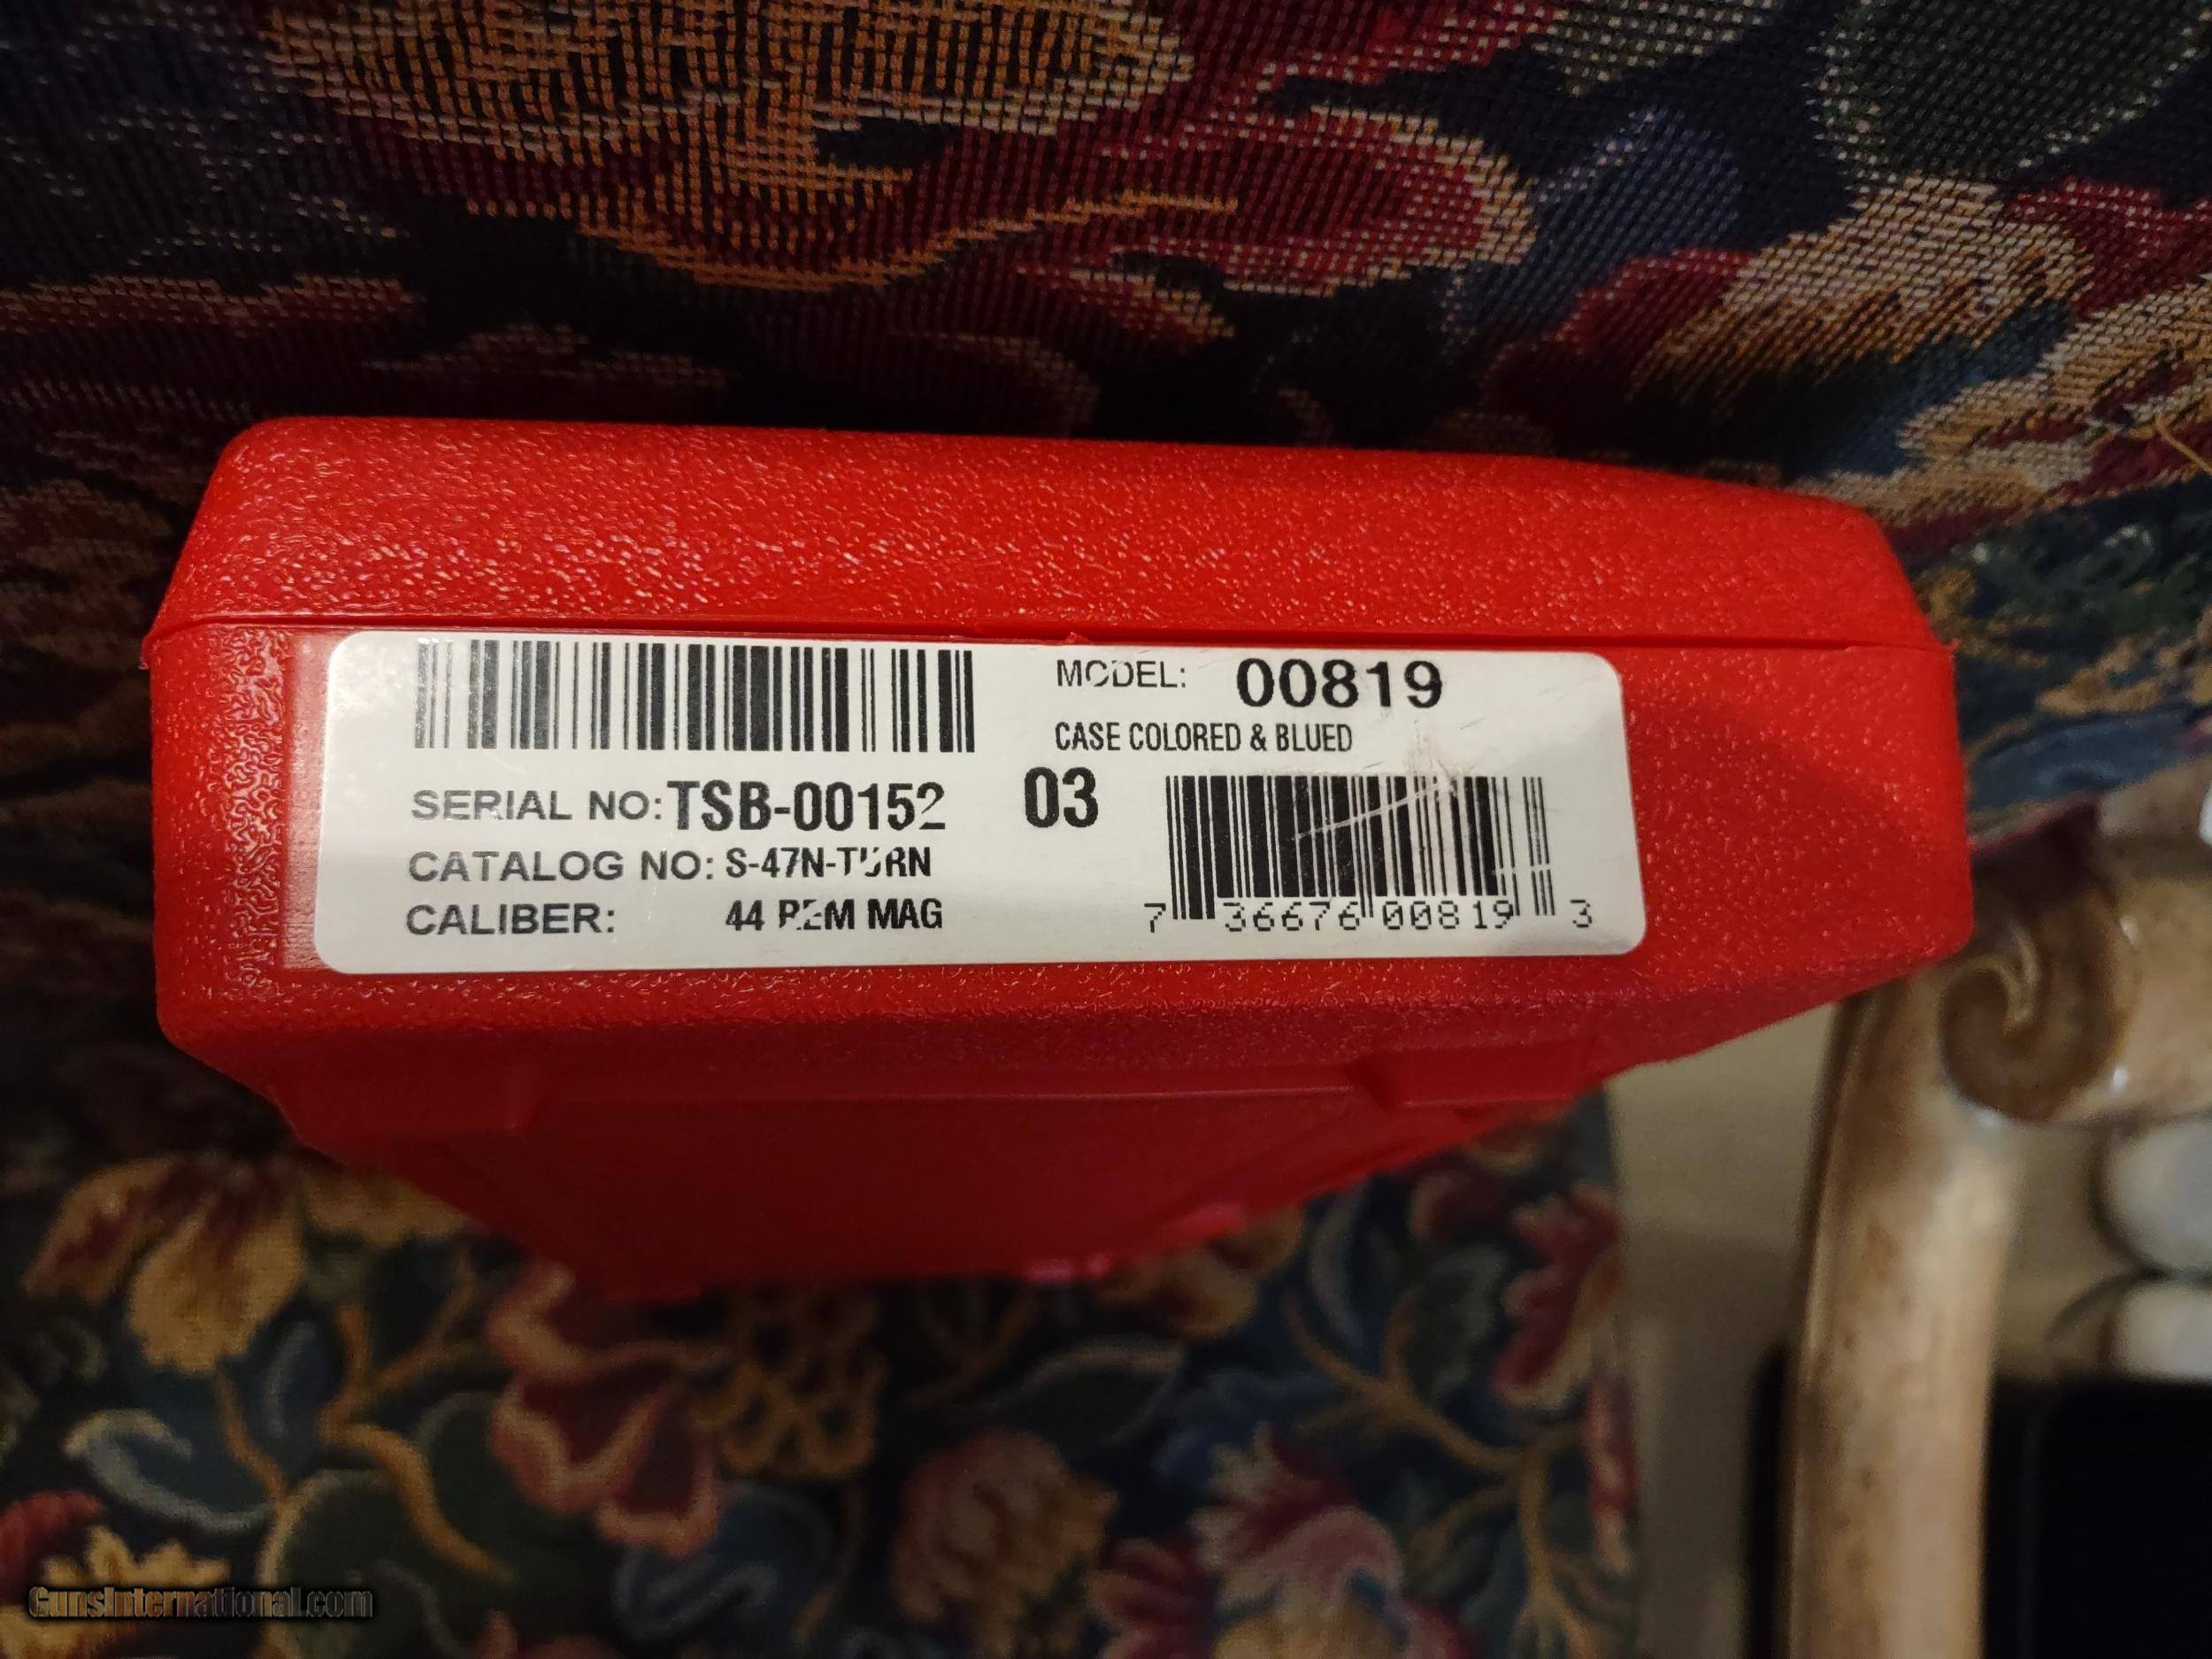 MODEL: 00819
CASE COLORED & BLUED
SERIAL NO: TSB-00152 03
CATALOG NO: S-47N-TURN
CALIBER: 44 REM MAG
7 36676 00819 3
GunsInternational.com